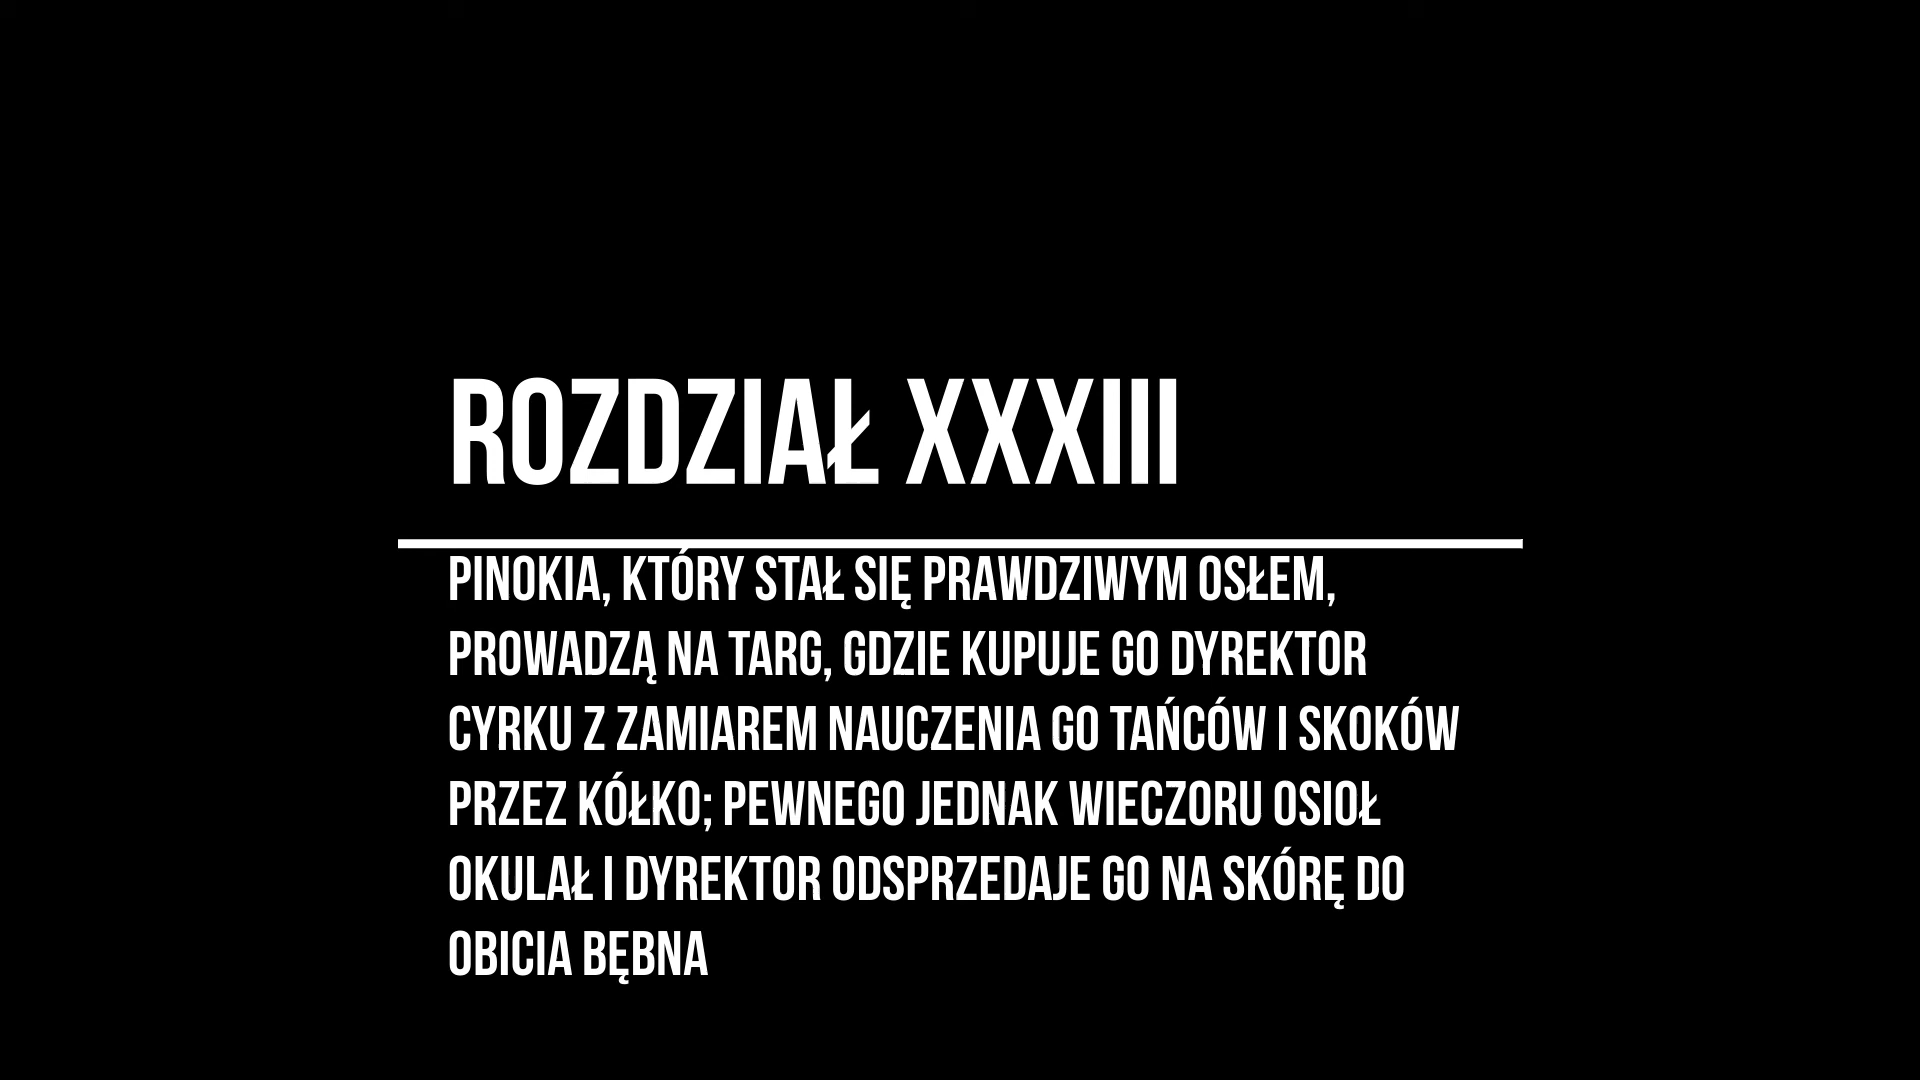 ROZDZIAŁ XXXIII
PINOKIA, KTÓRY STAŁ SIĘ PRAWDZIWYM OSŁEM,
PROWADZĄ NA TARG, GDZIE KUPUJE GO DYREKTOR
CYRKU Z ZAMIAREM NAUCZENIA GO TAŃCÓW I SKOKÓW
PRZEZ KÓŁKO; PEWNEGO JEDNAK WIECZORU OSIOŁ
OKULAŁ I DYREKTOR ODSPRZEDAJE GO NA SKÓRĘ DO
OBICIA BĘBNA